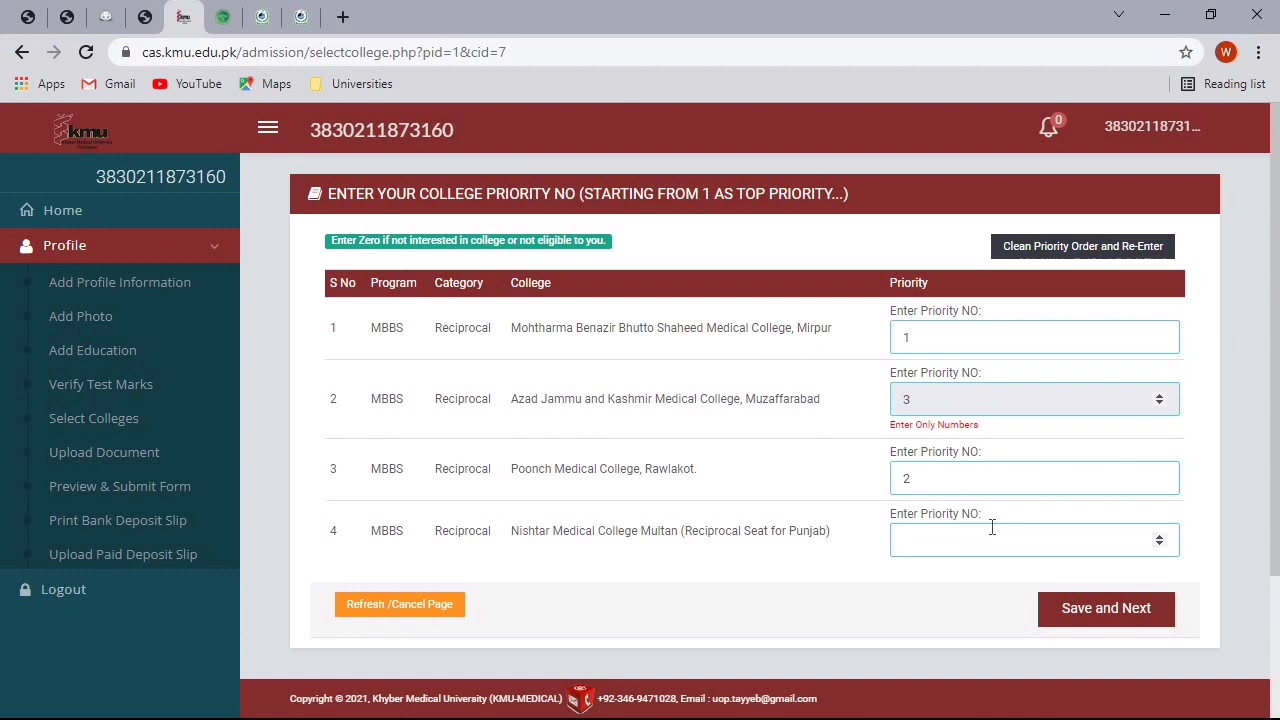 W
cas.kmu.edu.pk/admission/selectcollege.php?pid=1&cid=7
Apps Gmail YouTube Maps Universities Reading list
kmu 3830211873160 0 38302118731...
3830211873160
Home
Profile
Add Profile Information
Add Photo
Add Education
Verify Test Marks
Select Colleges
Upload Document
Preview & Submit Form
Print Bank Deposit Slip
Upload Paid Deposit Slip
Logout
ENTER YOUR COLLEGE PRIORITY NO (STARTING FROM 1 AS TOP PRIORITY...)
Enter Zero if not interested in college or not eligible to you.
Clean Priority Order and Re-Enter
S No Program Category College Priority
Enter Priority NO:
1 MBBS Reciprocal Mohtharma Benazir Bhutto Shaheed Medical College, Mirpur 1
Enter Priority NO:
2 MBBS Reciprocal Azad Jammu and Kashmir Medical College, Muzaffarabad 3
Enter Only Numbers
Enter Priority NO:
3 MBBS Reciprocal Poonch Medical College, Rawlakot. 2
Enter Priority NO:
4 MBBS Reciprocal Nishtar Medical College Multan (Reciprocal Seat for Punjab)
Refresh /Cancel Page Save and Next
Copyright © 2021, Khyber Medical University (KMU-MEDICAL) +92-346-9471028, Email : uop.tayyeb@gmail.com